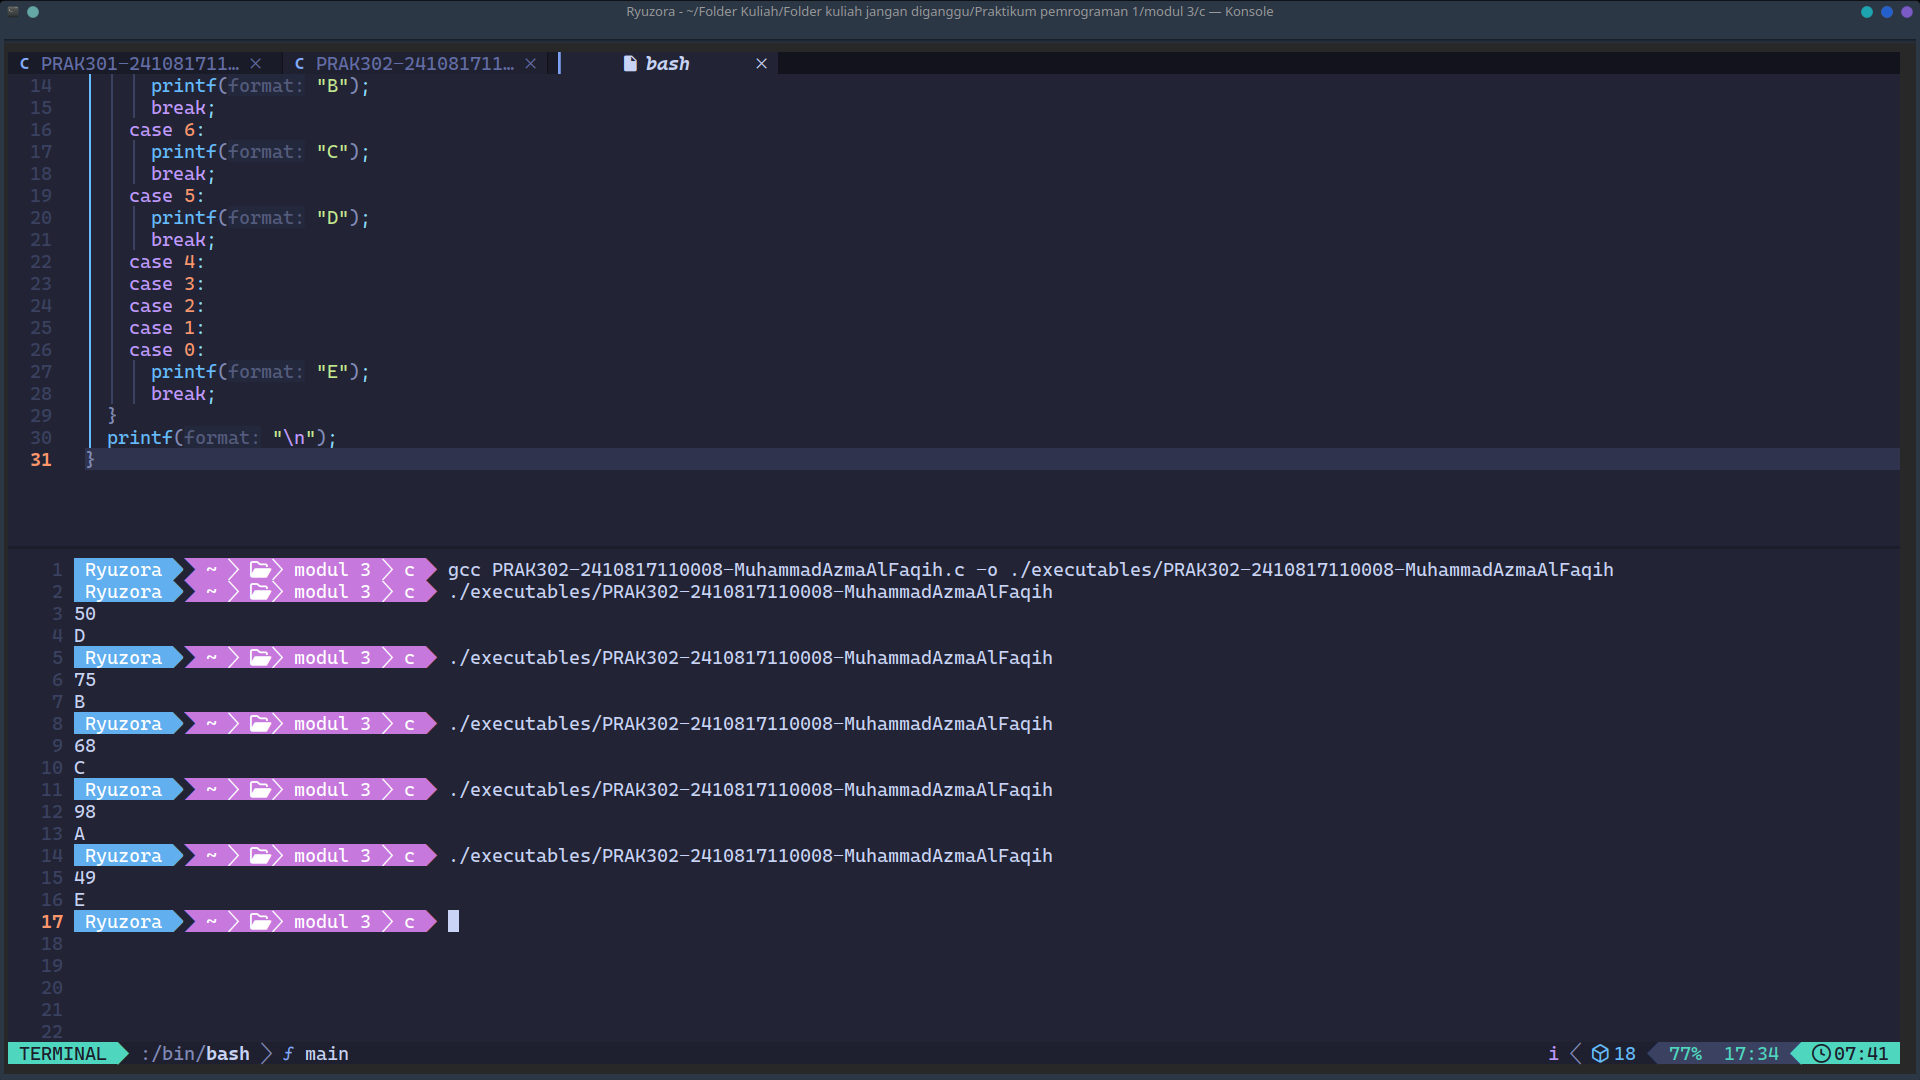 Ryuzora - ~/Folder Kuliah/Folder kuliah jangan diganggu/Praktikum pemrograman 1/modul 3/c — Konsole
C PRAK301-241081711… × C PRAK302-241081711… × bash ×
14 printf(format: "B");
15 break;
16 case 6:
17 printf(format: "C");
18 break;
19 case 5:
20 printf(format: "D");
21 break;
22 case 4:
23 case 3:
24 case 2:
25 case 1:
26 case 0:
27 printf(format: "E");
28 break;
29 }
30 printf(format: "\n");
31 }
1 Ryuzora ~ modul 3 c gcc PRAK302-2410817110008-MuhammadAzmaAlFaqih.c -o ./executables/PRAK302-2410817110008-MuhammadAzmaAlFaqih
2 Ryuzora ~ modul 3 c ./executables/PRAK302-2410817110008-MuhammadAzmaAlFaqih
3 50
4 D
5 Ryuzora ~ modul 3 c ./executables/PRAK302-2410817110008-MuhammadAzmaAlFaqih
6 75
7 B
8 Ryuzora ~ modul 3 c ./executables/PRAK302-2410817110008-MuhammadAzmaAlFaqih
9 68
10 C
11 Ryuzora ~ modul 3 c ./executables/PRAK302-2410817110008-MuhammadAzmaAlFaqih
12 98
13 A
14 Ryuzora ~ modul 3 c ./executables/PRAK302-2410817110008-MuhammadAzmaAlFaqih
15 49
16 E
17 Ryuzora ~ modul 3 c
18
19
20
21
22
TERMINAL :/bin/bash f main i 18 77% 17:34 07:41